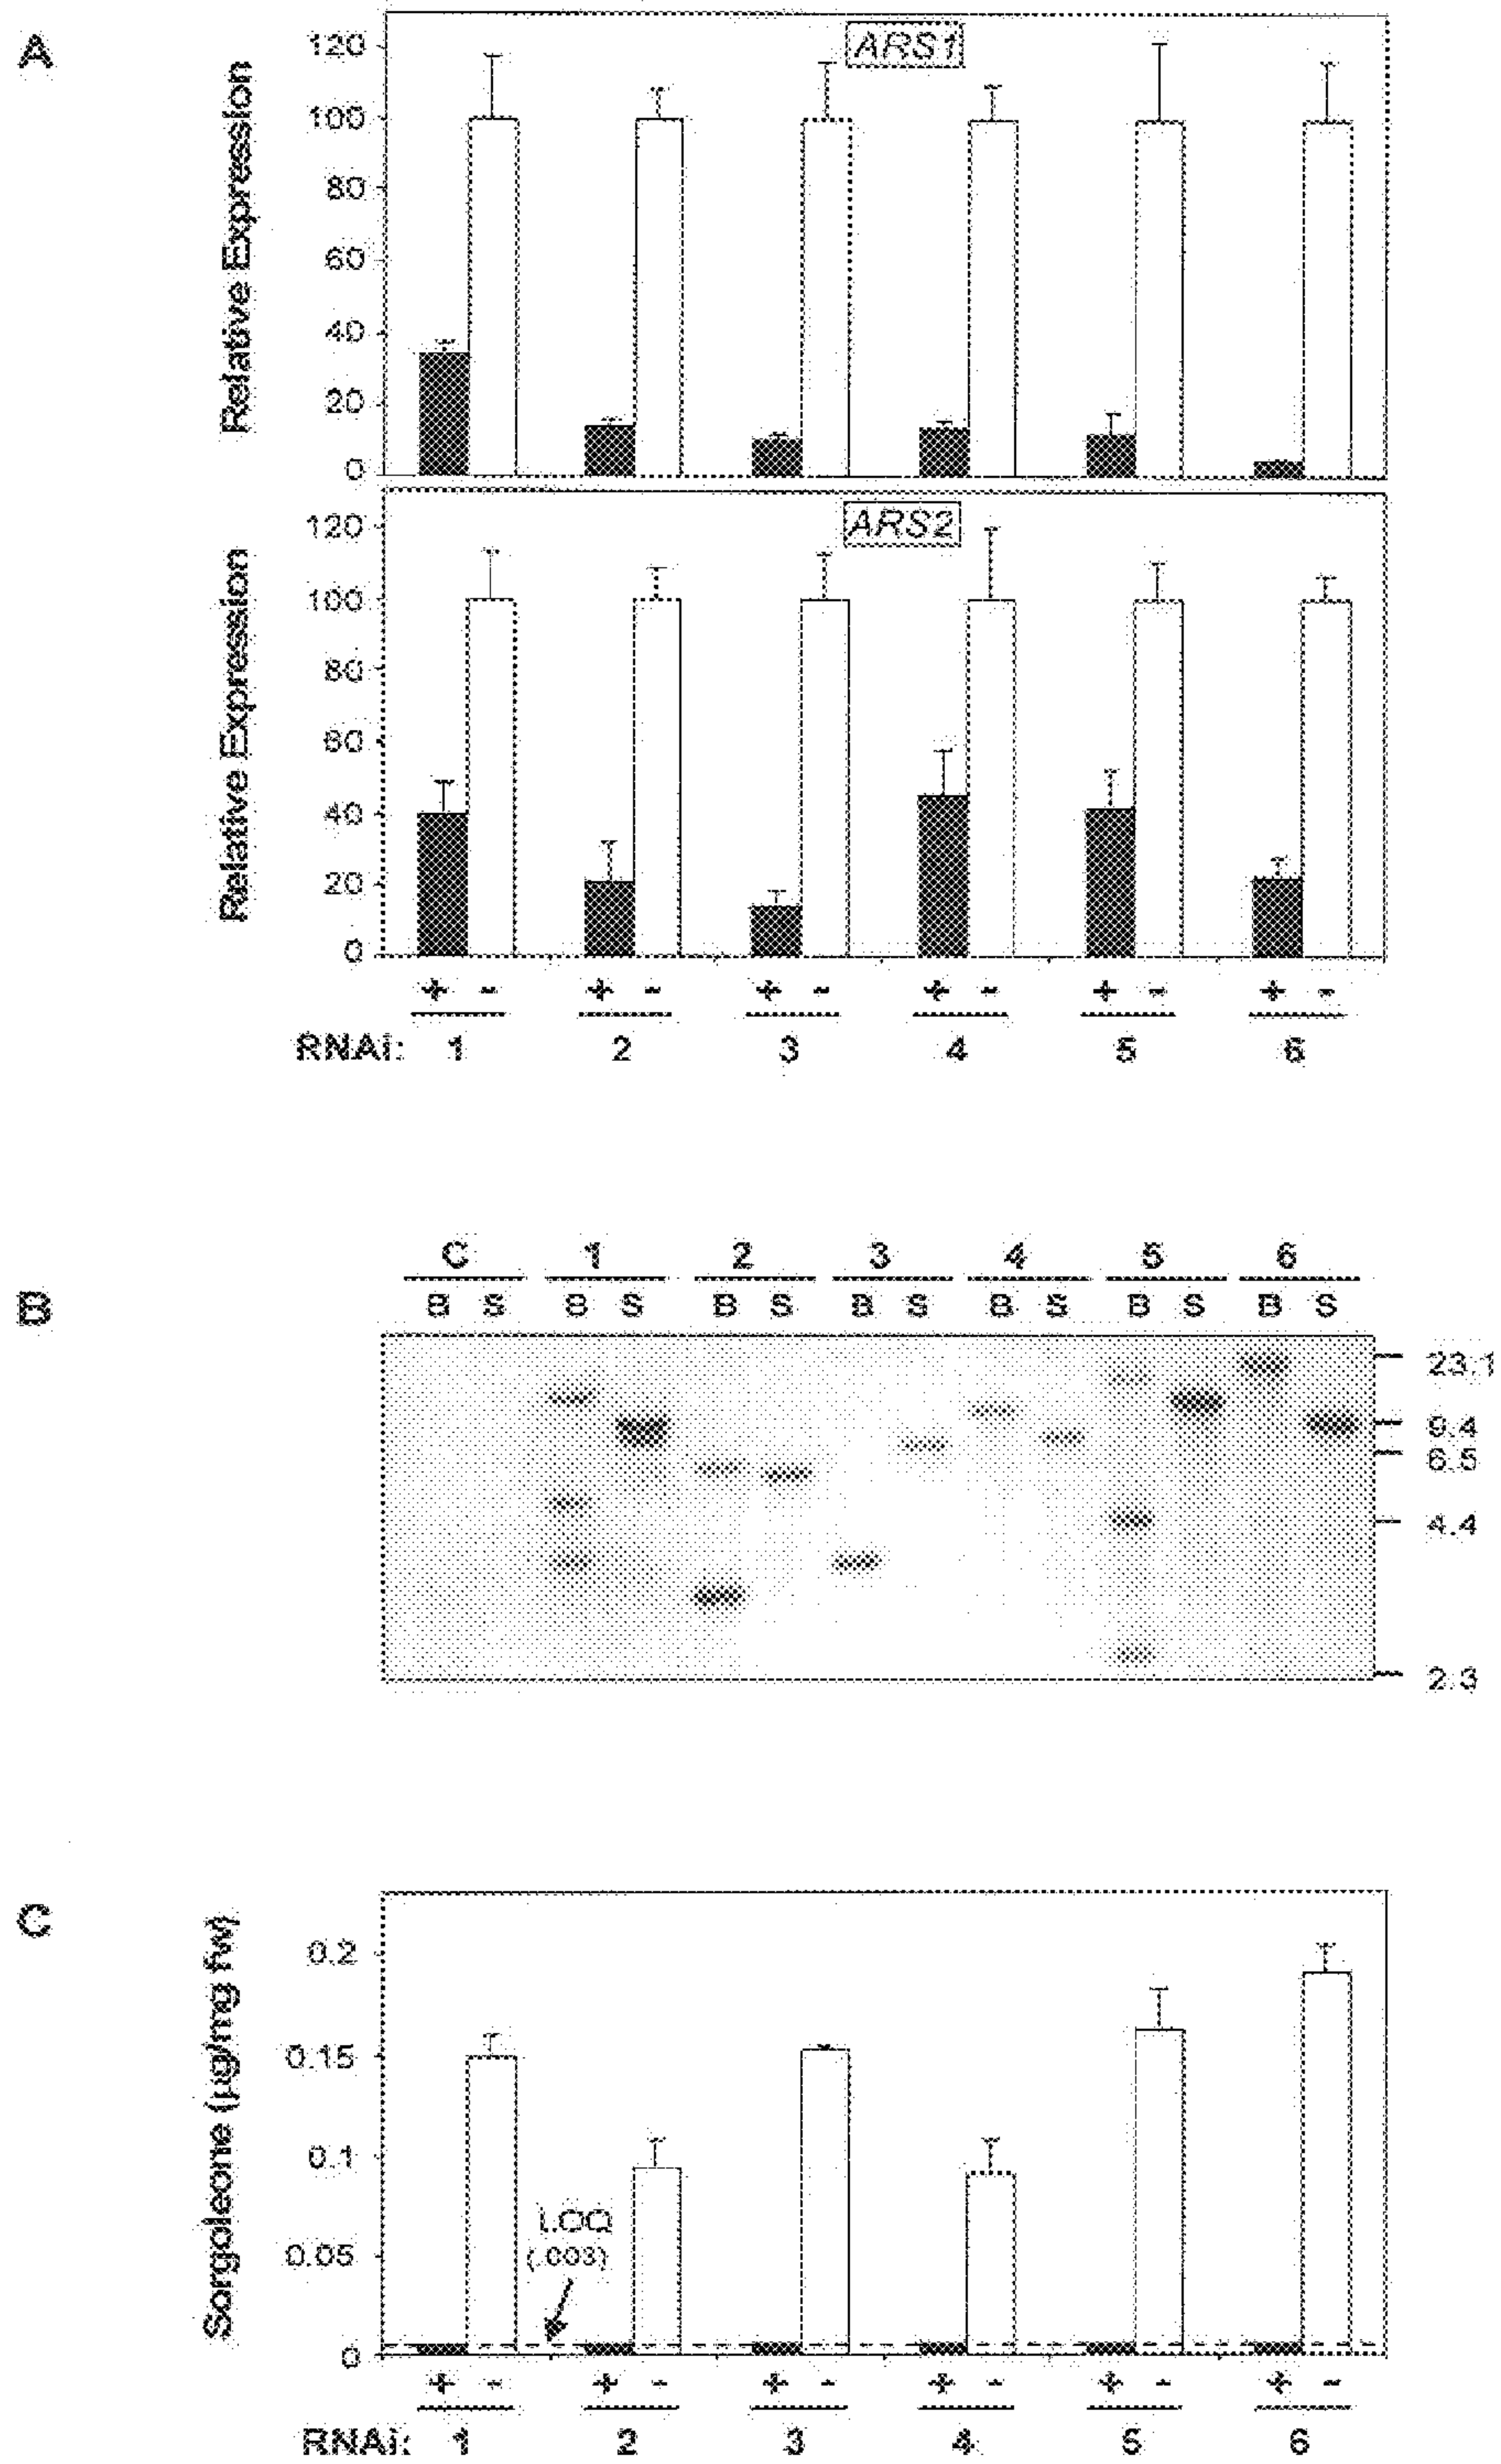 A
ARS1
Relative Expression
120
100
80
60
40
20
0
ARS2
Relative Expression
120
100
80
60
40
20
0
+ - + - + - + - + - + -
RNAi: 1 2 3 4 5 6
B
C 1 2 3 4 5 6
B S B S B S B S B S B S B S
23.1
9.4
6.5
4.4
2.3
C
Sorgoleone (µg/mg fw)
0.2
0.15
0.1
0.05
0
LOQ
(.003)
+ - + - + - + - + - + -
RNAi: 1 2 3 4 5 6